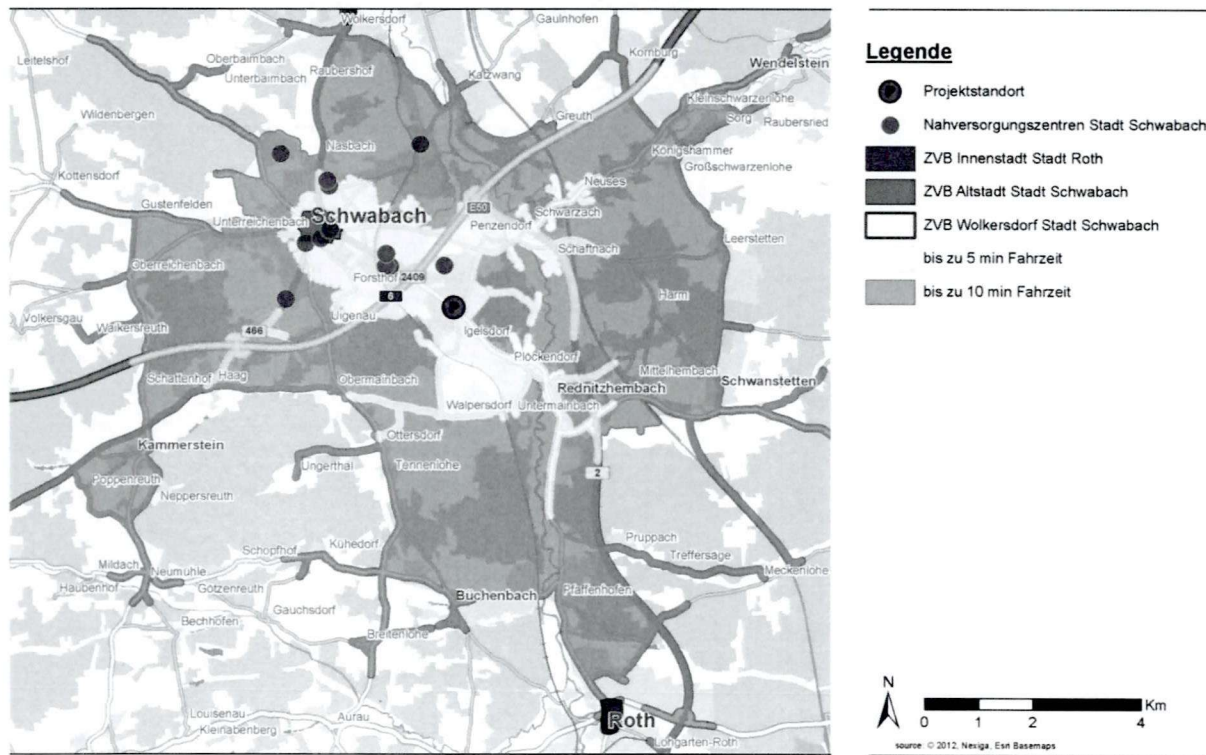 Wolkersdorf
Gaulnhofen
Leitelshof
Oberbaimbach
Unterbaimbach
Raubershof
Katzwang
Kornburg
Wendelstein
Wildenbergen
Greuth
Kleinschwarzenlohe
Sorg
Raubersried
Nasbach
Königshammer
Großschwarzenlohe
Kottensdorf
Neuses
Gustenfelden
Schwabach
E50
Schwarzach
Unterreichenbach
Penzendorf
Schaftnach
Leerstetten
Oberreichenbach
Forsthof
2409
6
Harm
Volkersgau
Waikersreuth
466
Uigenau
Igelsdorf
Plöckendorf
Mittelhembach
Schattenhof
Haag
Obermainbach
Rednitzhembach
Schwanstetten
Walpersdorf
Untermainbach
Kammerstein
Ottersdorf
Ungerthal
Tennenlohe
2
Poppenreuth
Neppersreuth
Schopfhof
Kühedorf
Pruppach
Treffersage
Mildach
Neumühle
Meckenlohe
Haubenhof
Götzenreuth
Buchenbach
Pfaffenhofen
Gauchsdorf
Bechhofen
Breitenlohe
Louisenau
Aurau
Kleinabenberg
Roth
Lohgarten-Roth
Legende
Projektstandort
Nahversorgungszentren Stadt Schwabach
ZVB Innenstadt Stadt Roth
ZVB Altstadt Stadt Schwabach
ZVB Wolkersdorf Stadt Schwabach
bis zu 5 min Fahrzeit
bis zu 10 min Fahrzeit
N
Km
0 1 2 4
source: © 2012, Nexiga, Esri Basemaps